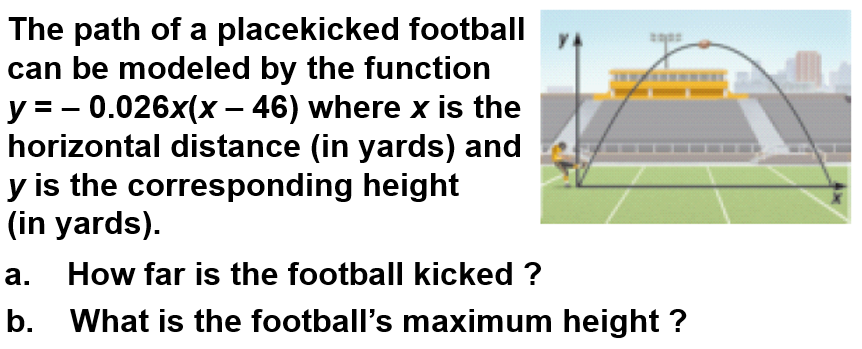 The path of a placekicked football
can be modeled by the function
y = – 0.026x(x – 46) where x is the
horizontal distance (in yards) and
y is the corresponding height
(in yards).
y
x
a. How far is the football kicked ?
b. What is the football’s maximum height ?